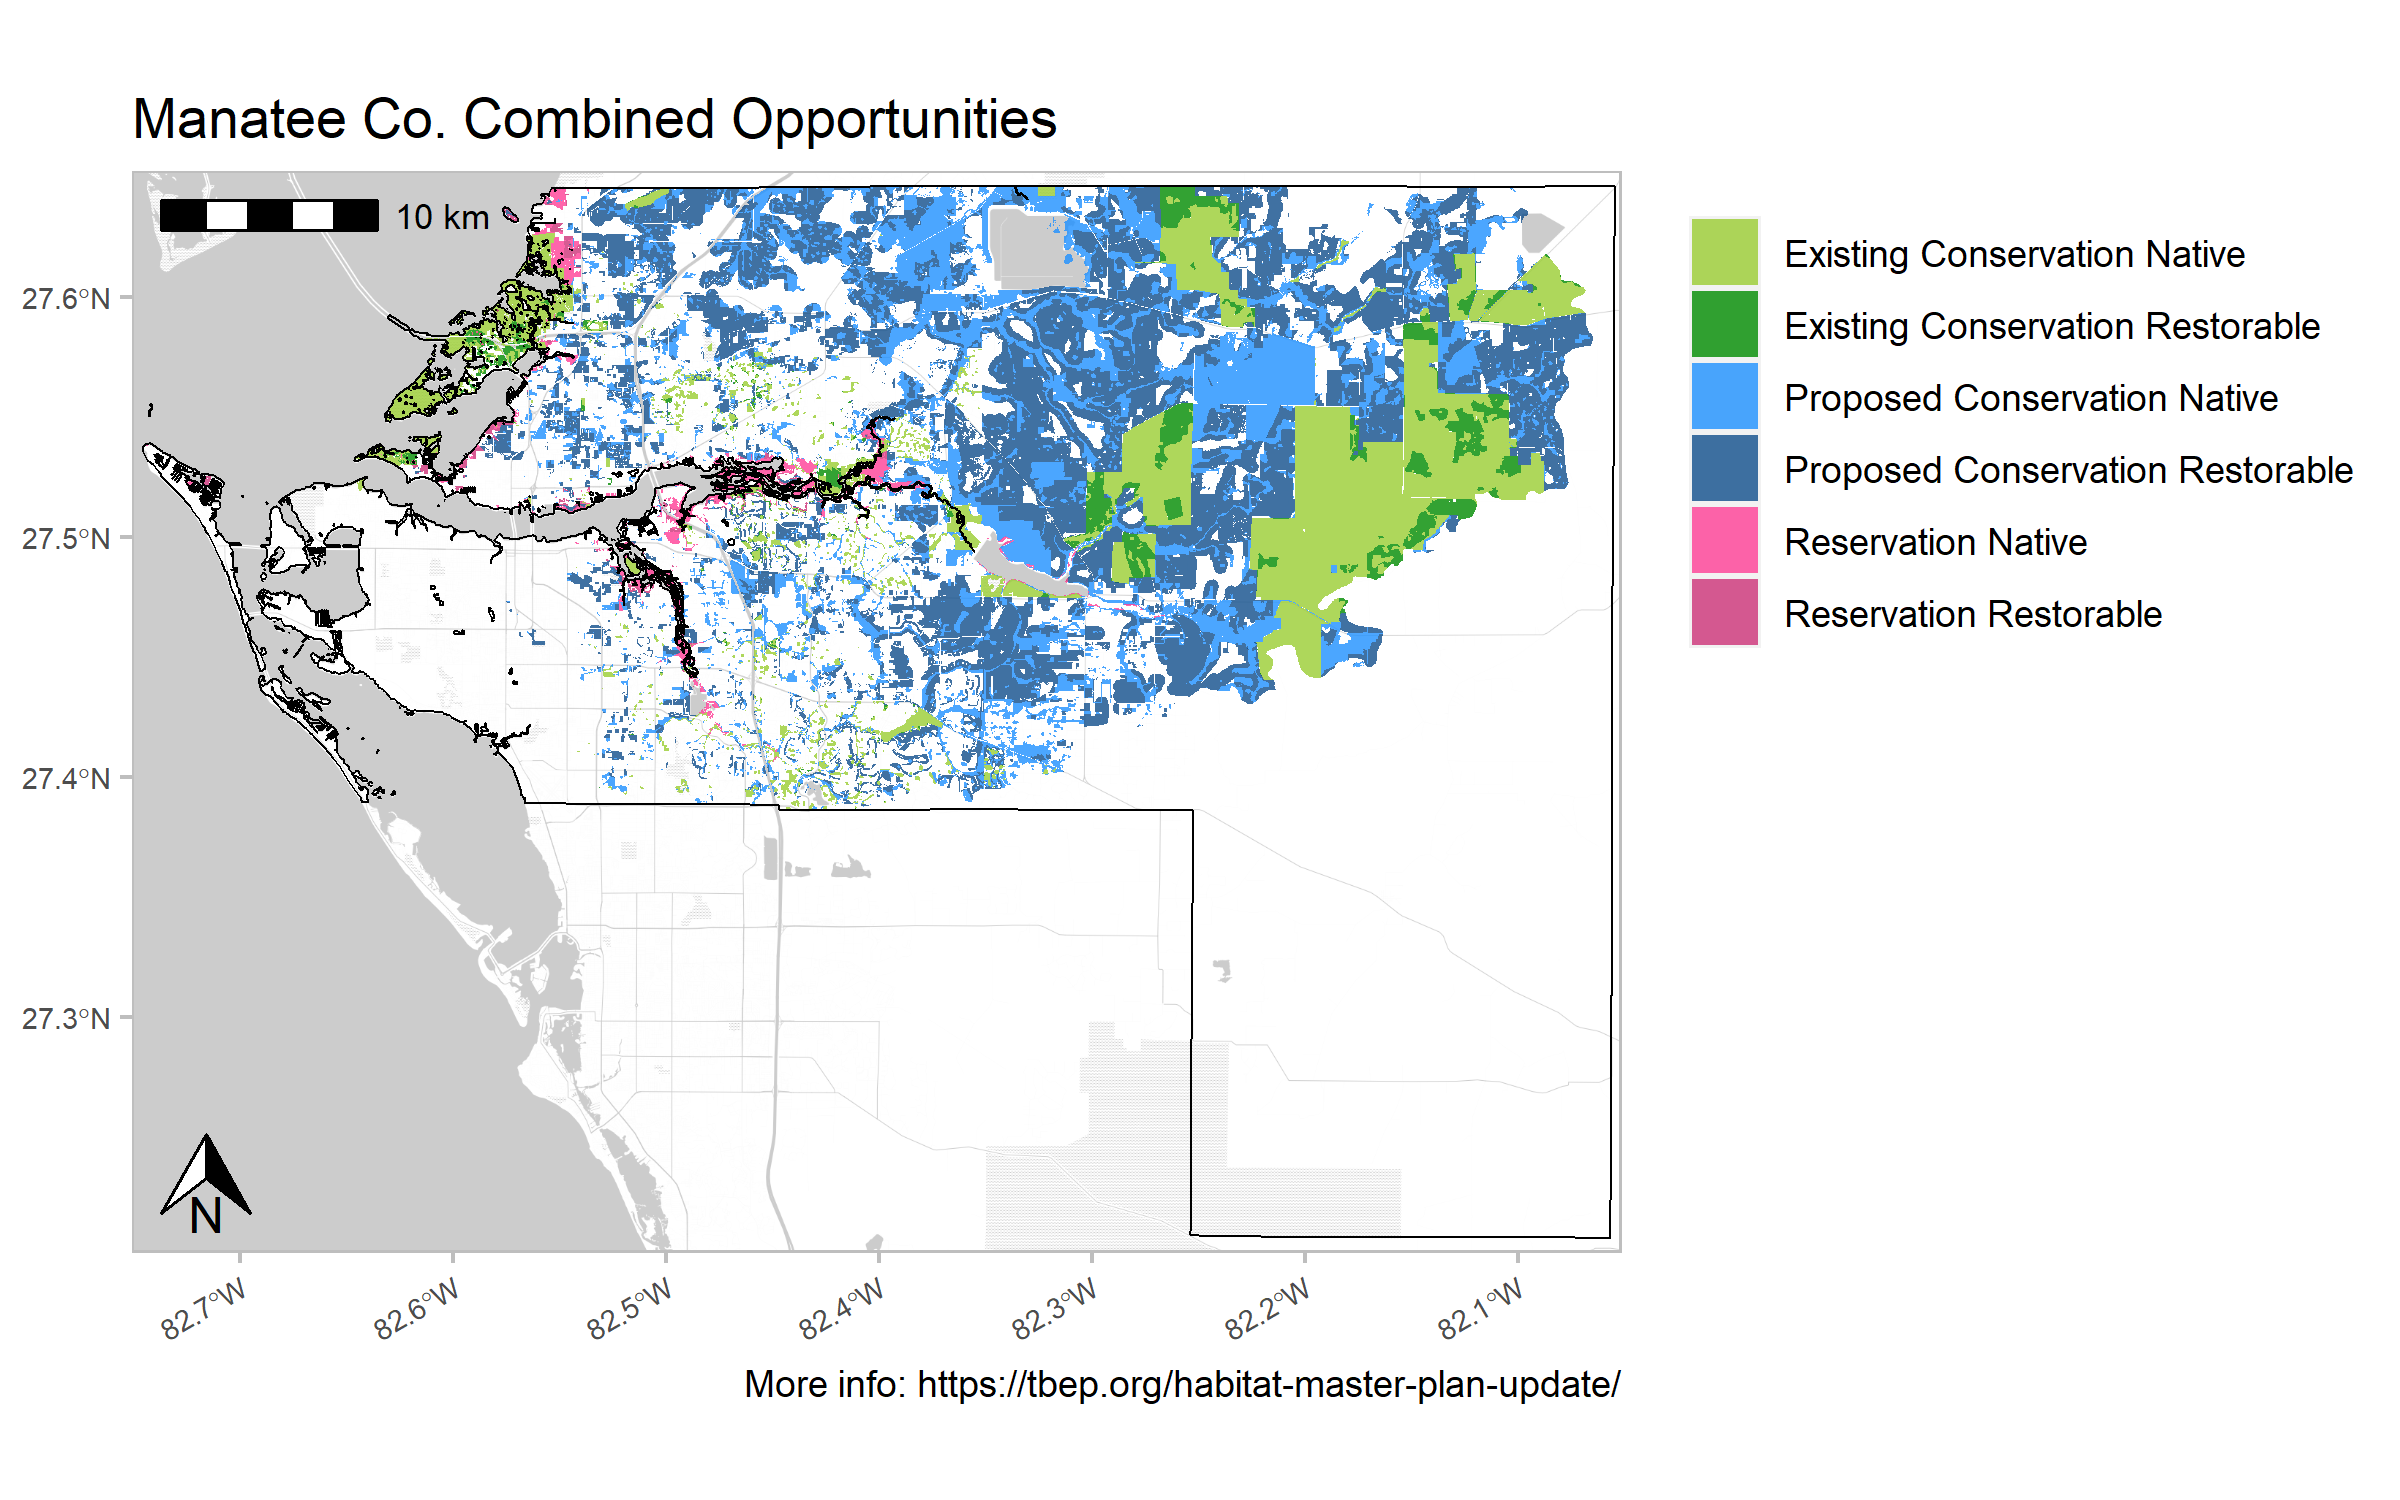 Manatee Co. Combined Opportunities
10 km
27.6°N
27.5°N
27.4°N
27.3°N
N
82.7°W
82.6°W
82.5°W
82.4°W
82.3°W
82.2°W
82.1°W
Existing Conservation Native
Existing Conservation Restorable
Proposed Conservation Native
Proposed Conservation Restorable
Reservation Native
Reservation Restorable
More info: https://tbep.org/habitat-master-plan-update/